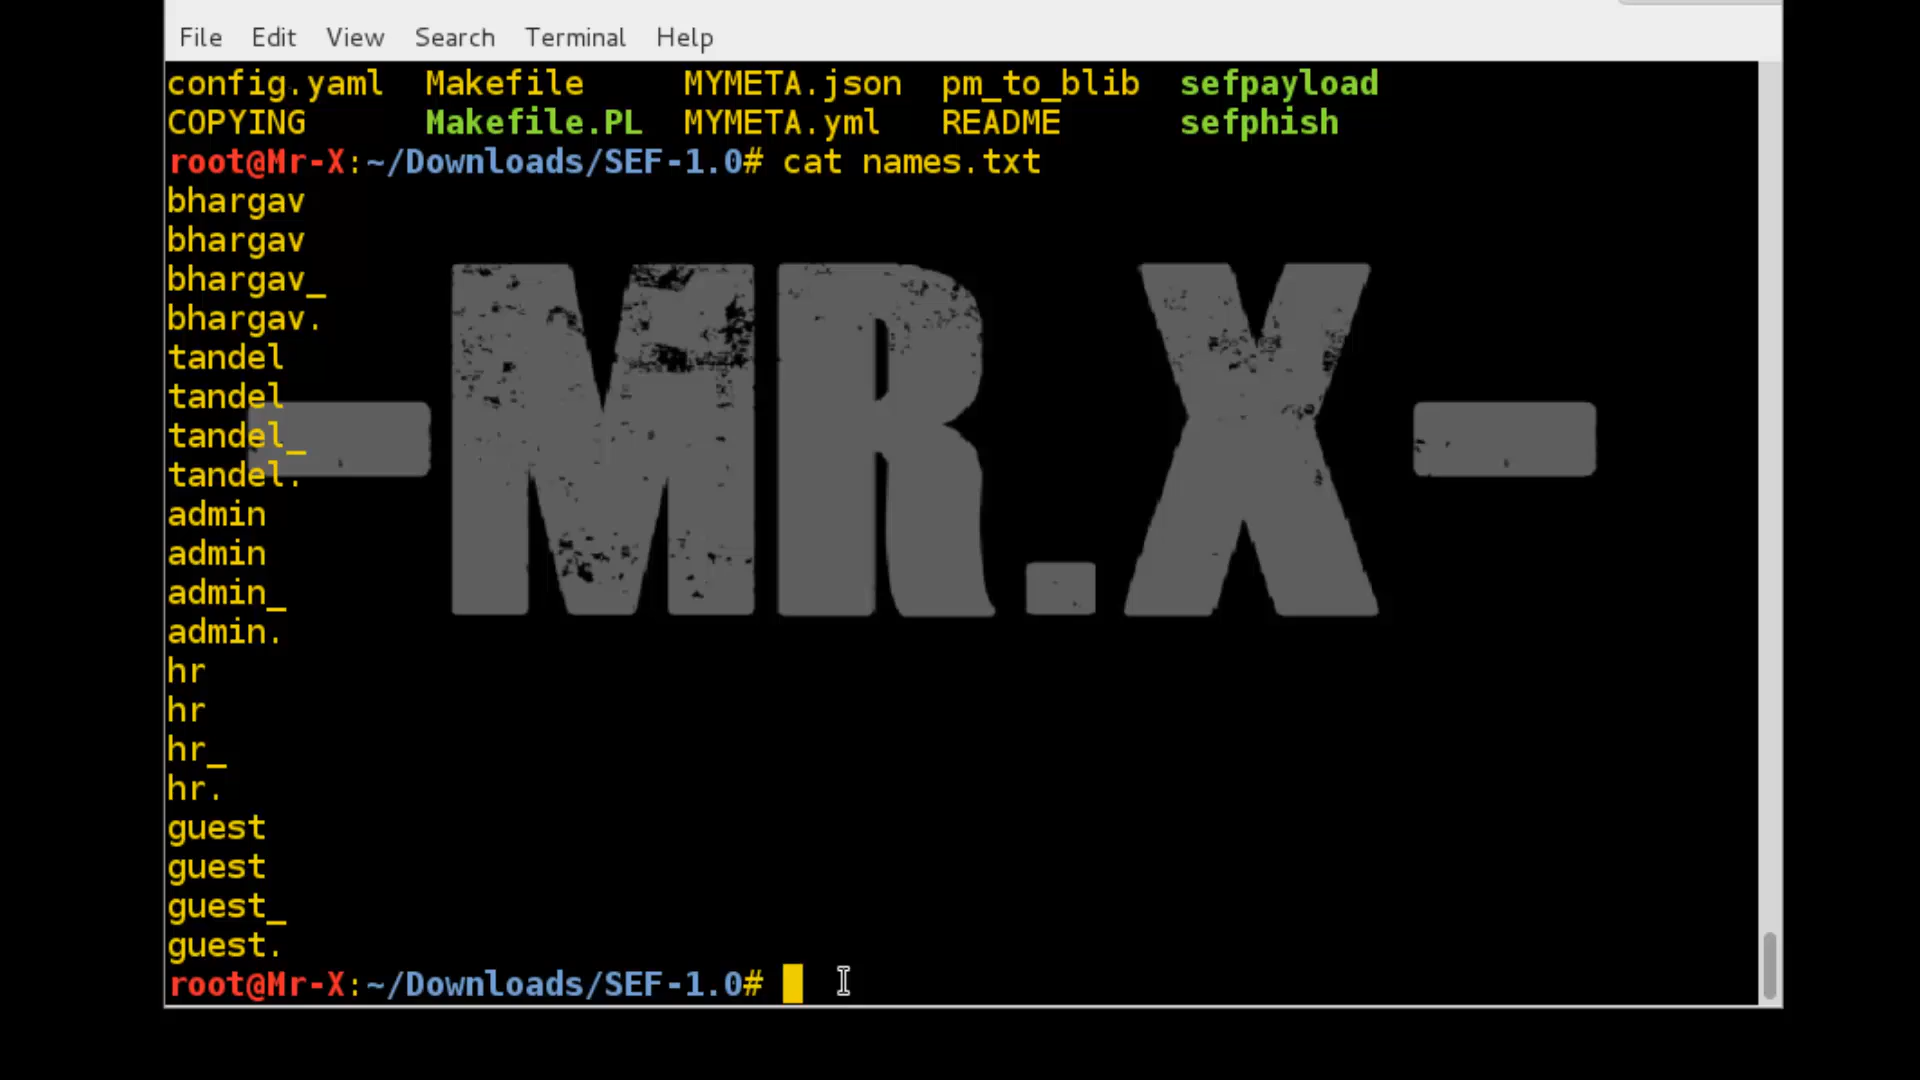 File Edit View Search Terminal Help
config.yaml Makefile MYMETA.json pm_to_blib sefpayload
COPYING Makefile.PL MYMETA.yml README sefphish
root@Mr-X:~/Downloads/SEF-1.0# cat names.txt
bhargav
bhargav
bhargav_
bhargav.
tandel
tandel
tandel_
tandel.
-MR.X-
admin
admin
admin_
admin.
hr
hr
hr_
hr.
guest
guest
guest_
guest.
root@Mr-X:~/Downloads/SEF-1.0#